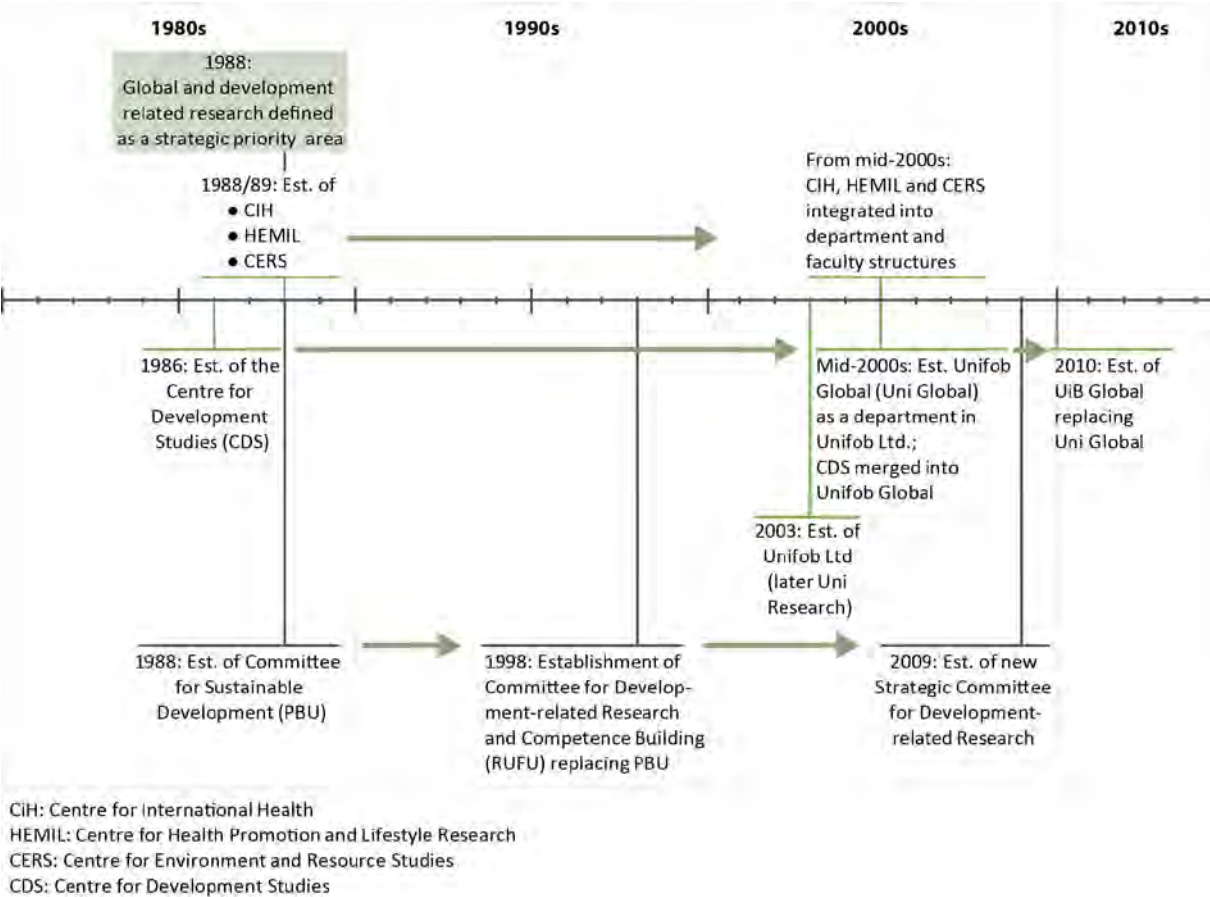 1980s
1990s
2000s
2010s
1988:
Global and development
related research defined
as a strategic priority area
1988/89: Est. of
● CIH
● HEMIL
● CERS
From mid-2000s:
CIH, HEMIL and CERS
integrated into
department and
faculty structures
1986: Est. of the
Centre for
Development
Studies (CDS)
Mid-2000s: Est. Unifob
Global (Uni Global)
as a department in
Unifob Ltd.;
CDS merged into
Unifob Global
2010: Est. of
UiB Global
replacing
Uni Global
2003: Est. of
Unifob Ltd
(later Uni
Research)
1988: Est. of Committee
for Sustainable
Development (PBU)
1998: Establishment of
Committee for Develop-
ment-related Research
and Competence Building
(RUFU) replacing PBU
2009: Est. of new
Strategic Committee
for Development-
related Research
CiH: Centre for International Health
HEMIL: Centre for Health Promotion and Lifestyle Research
CERS: Centre for Environment and Resource Studies
CDS: Centre for Development Studies